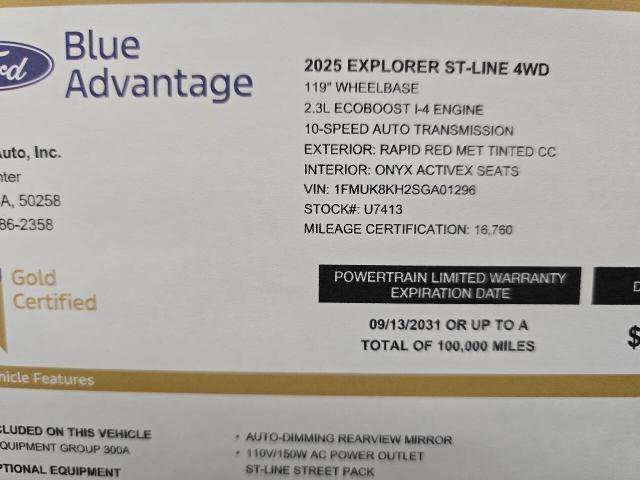 Blue
Advantage
2025 EXPLORER ST-LINE 4WD
119" WHEELBASE
2.3L ECOBOOST I-4 ENGINE
10-SPEED AUTO TRANSMISSION
EXTERIOR: RAPID RED MET TINTED CC
INTERIOR: ONYX ACTIVEX SEATS
VIN: 1FMUK8KH2SGA01296
STOCK#: U7413
MILEAGE CERTIFICATION: 16,760
Auto, Inc.
nter
A, 50258
86-2358
Gold
Certified
POWERTRAIN LIMITED WARRANTY
EXPIRATION DATE
09/13/2031 OR UP TO A
TOTAL OF 100,000 MILES
D
$
hicle Features
CLUDED ON THIS VEHICLE
QUIPMENT GROUP 300A
PTIONAL EQUIPMENT
• AUTO-DIMMING REARVIEW MIRROR
• 110V/150W AC POWER OUTLET
ST-LINE STREET PACK